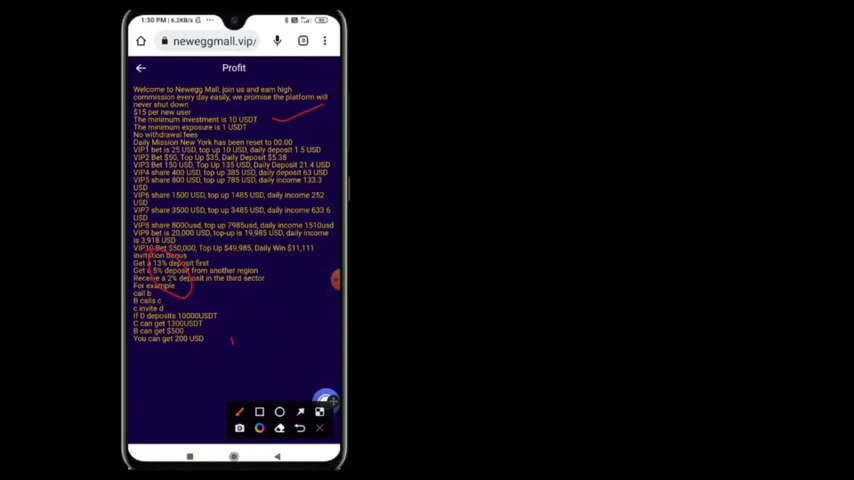 1:30 PM | 6.2KB/s
neweggmall.vip/
Profit
Welcome to Newegg Mall, join us and earn high
commission every day easily, we promise the platform will
never shut down
$15 per new user
The minimum investment is 10 USDT
The minimum exposure is 1 USDT
No withdrawal fees
Daily Mission New York has been reset to 00.00
VIP1 bet is 25 USD, top up 10 USD, daily deposit 1.5 USD
VIP2 Bet $50, Top Up $35, Daily Deposit $5.38
VIP3 Bet 150 USD, Top Up 135 USD, Daily Deposit 21.4 USD
VIP4 share 400 USD, top up 385 USD, daily deposit 63 USD
VIP5 share 800 USD, top up 785 USD, daily income 133.3
USD
VIP6 share 1500 USD, top up 1485 USD, daily income 252
USD
VIP7 share 3500 USD, top up 3485 USD, daily income 633.6
USD
VIP8 share 8000usd, top up 7985usd, daily income 1510usd
VIP9 bet is 20,000 USD, top-up is 19,985 USD, daily income
is 3,918 USD
VIP10 Bet $50,000, Top Up $49,985, Daily Win $11,111
Invitation bonus
Get a 13% deposit first
Get a 5% deposit from another region
Receive a 2% deposit in the third sector
For example
call b
B calls c
c invite d
If D deposits 10000USDT
C can get 1300USDT
B can get $500
You can get 200 USD